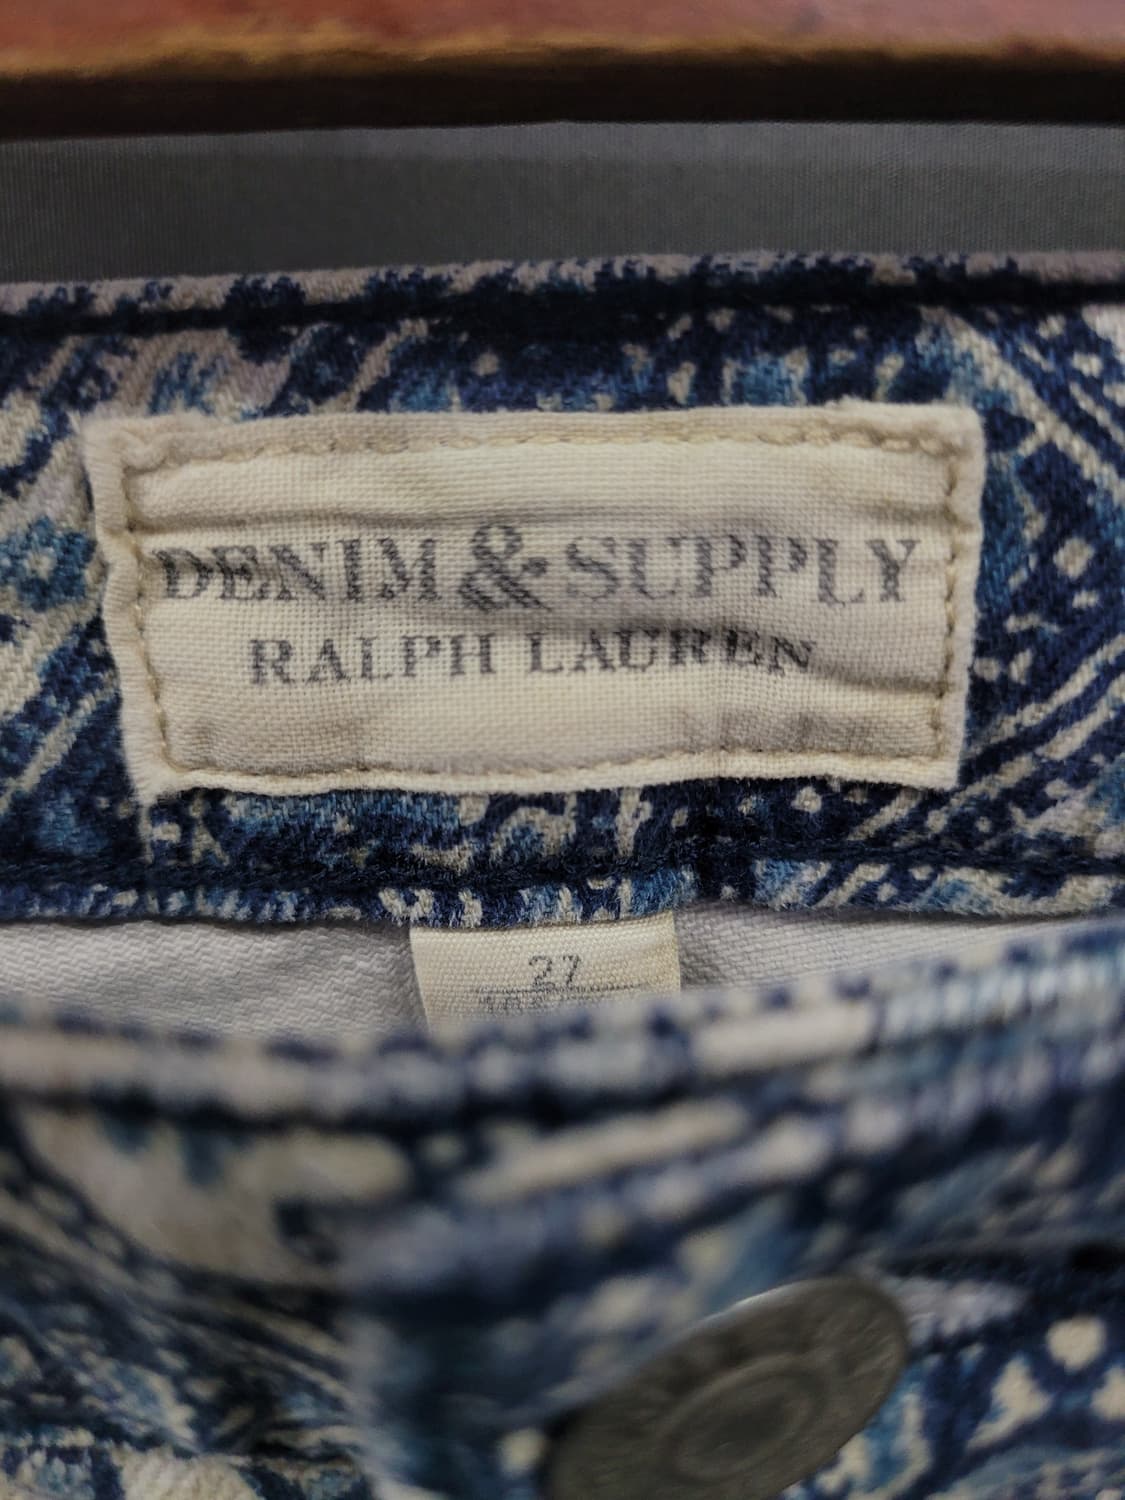 DENIM & SUPPLY
RALPH LAUREN
27